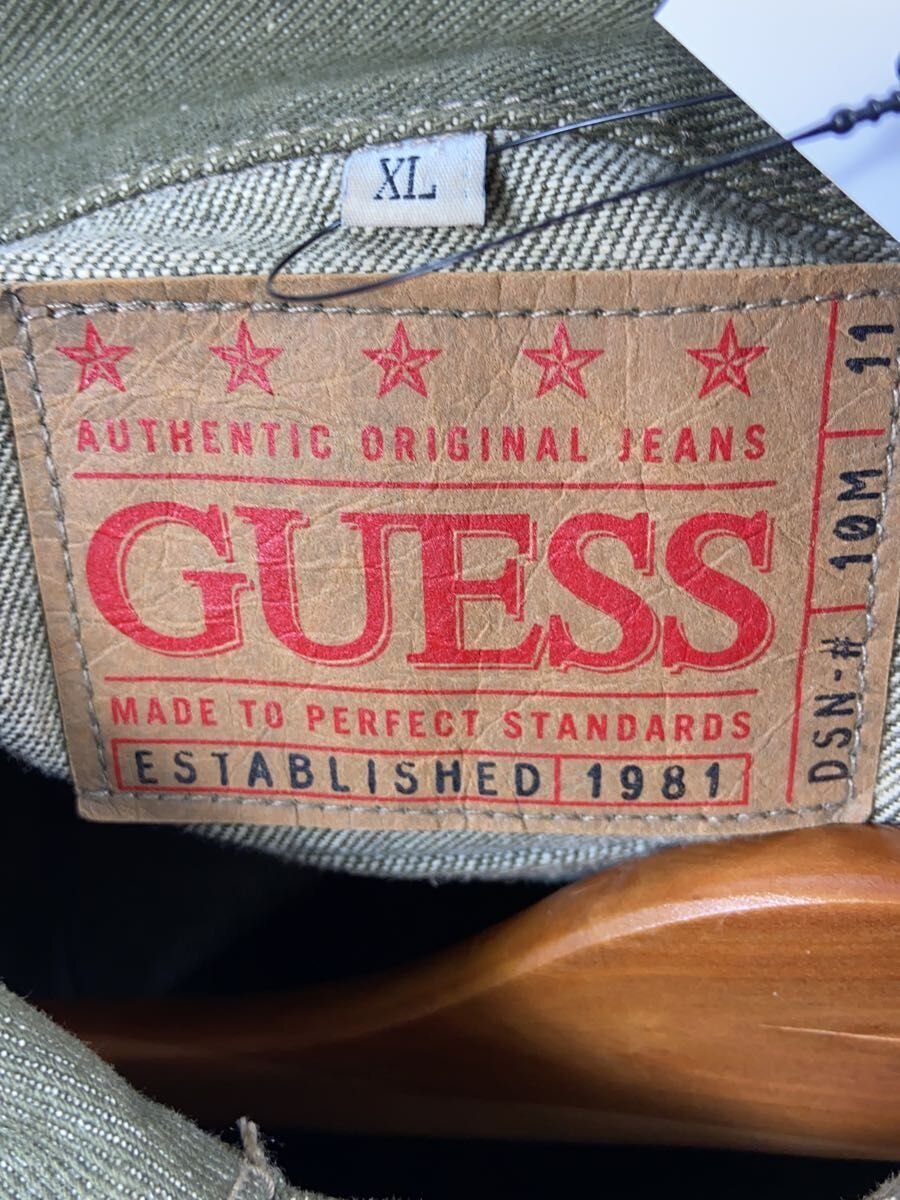 XL
AUTHENTIC ORIGINAL JEANS
GUESS
MADE TO PERFECT STANDARDS
ESTABLISHED 1981
DSN-# 10M 11